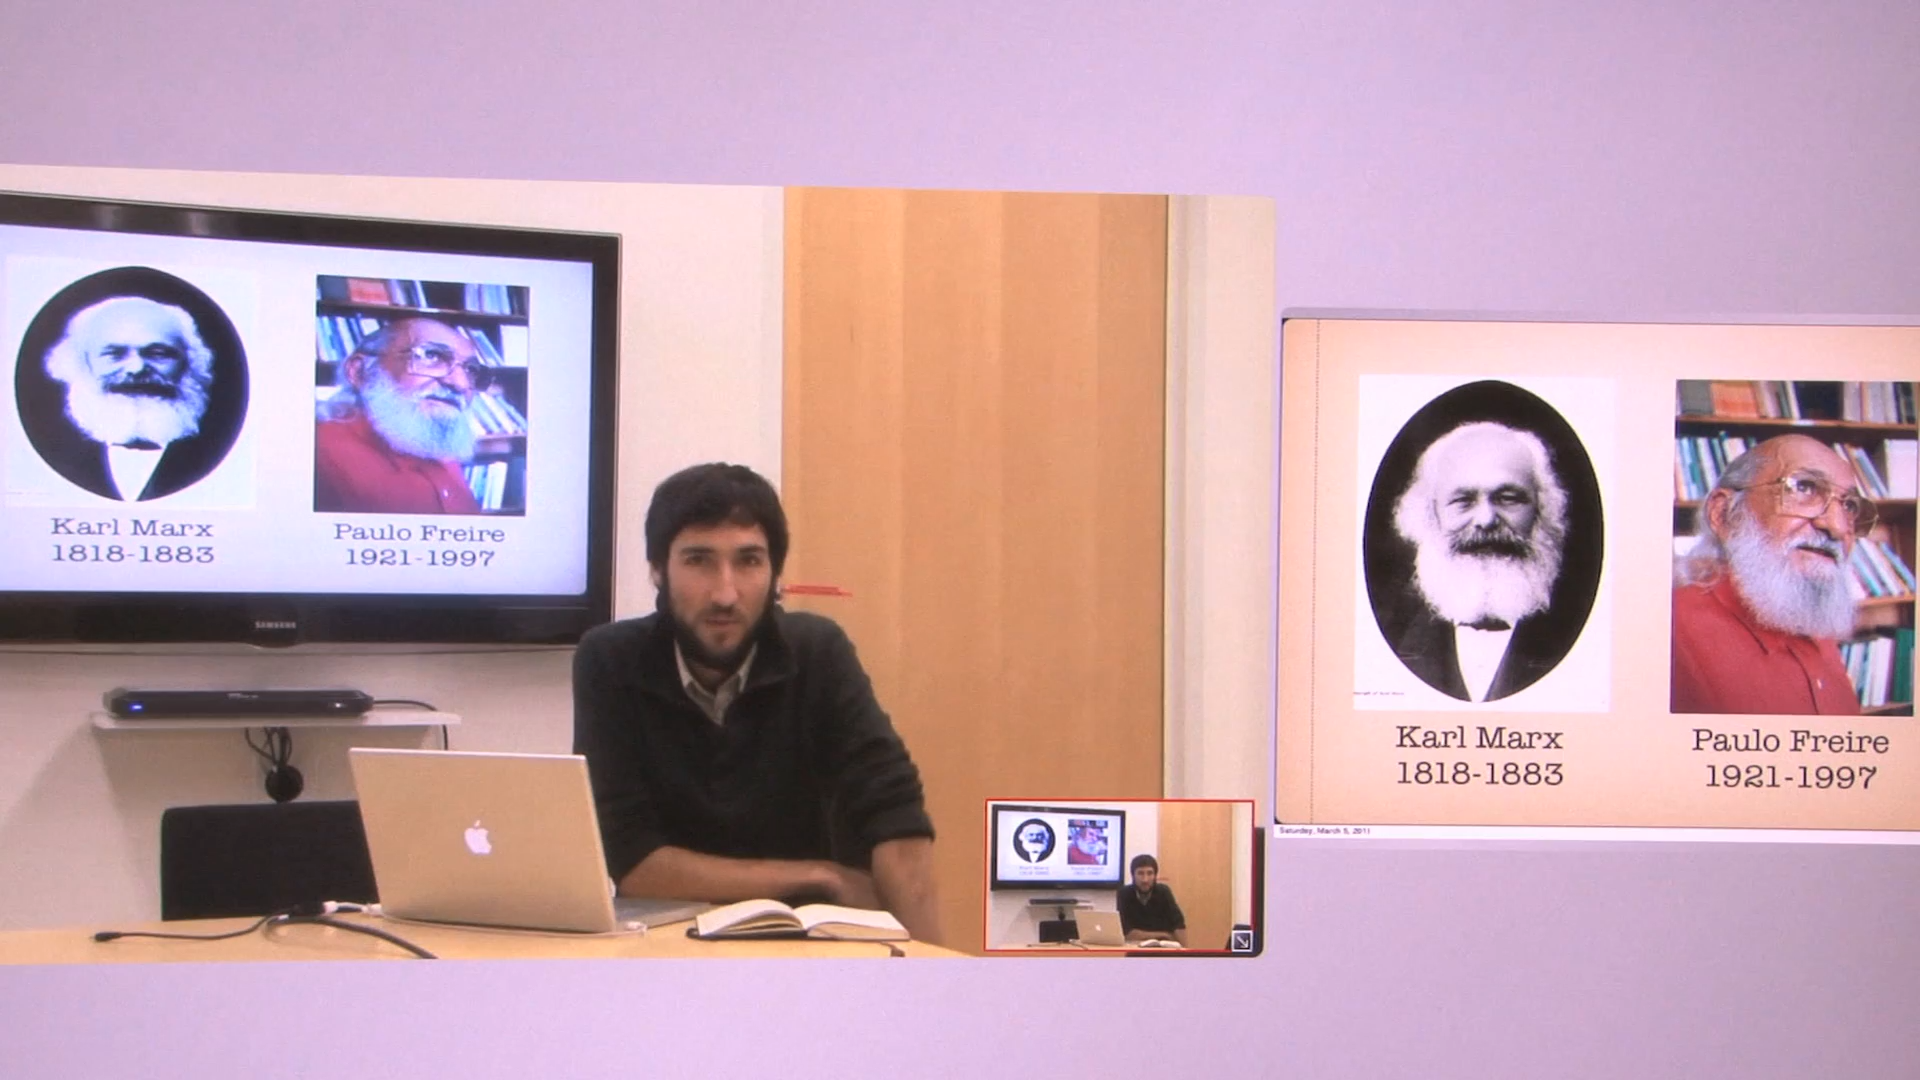 Karl Marx
1818-1883
Paulo Freire
1921-1997
SAMSUNG
Karl Marx
1818-1883
Paulo Freire
1921-1997
Saturday, March 5, 2011